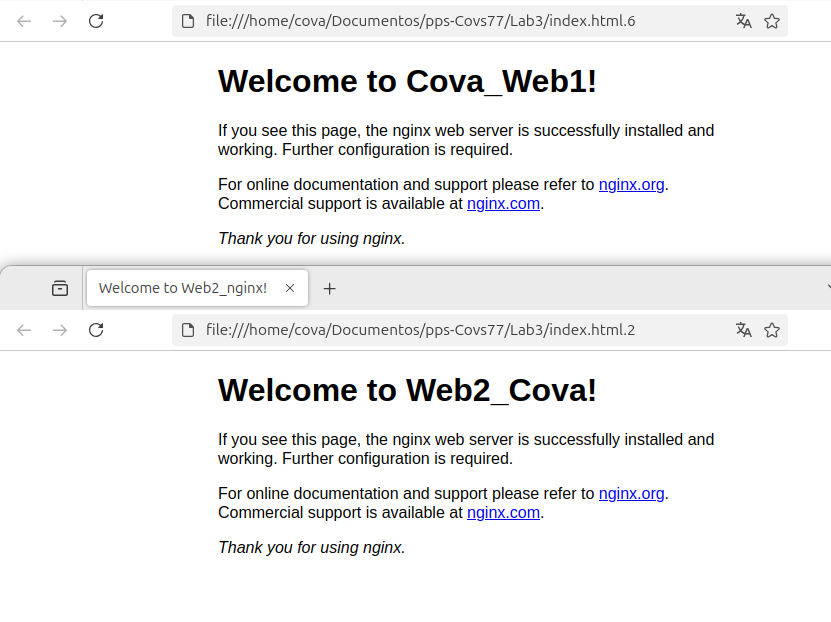 file:///home/cova/Documentos/pps-Covs77/Lab3/index.html.6
Welcome to Cova_Web1!
If you see this page, the nginx web server is successfully installed and
working. Further configuration is required.
For online documentation and support please refer to nginx.org.
Commercial support is available at nginx.com.
Thank you for using nginx.
Welcome to Web2_nginx!
file:///home/cova/Documentos/pps-Covs77/Lab3/index.html.2
Welcome to Web2_Cova!
If you see this page, the nginx web server is successfully installed and
working. Further configuration is required.
For online documentation and support please refer to nginx.org.
Commercial support is available at nginx.com.
Thank you for using nginx.